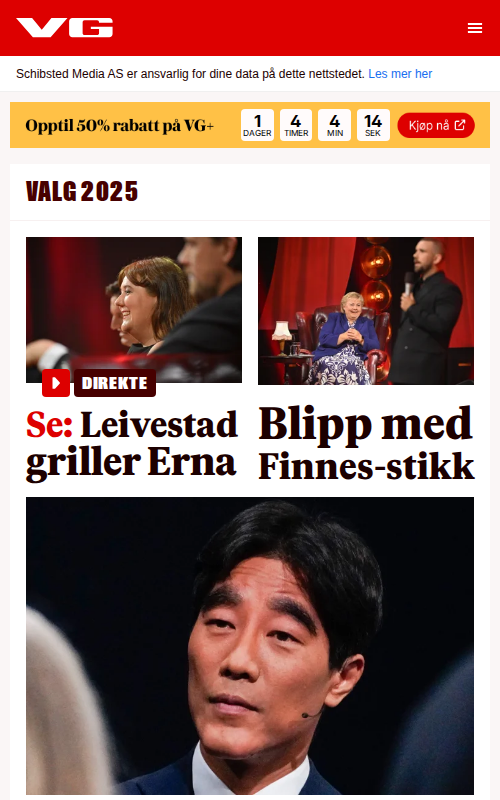 VG
Schibsted Media AS er ansvarlig for dine data på dette nettstedet. Les mer her
Opptil 50% rabatt på VG+
1 DAGER 4 TIMER 4 MIN 14 SEK
Kjøp nå
VALG 2025
DIREKTE
Se: Leivestad
griller Erna
Blipp med
Finnes-stikk